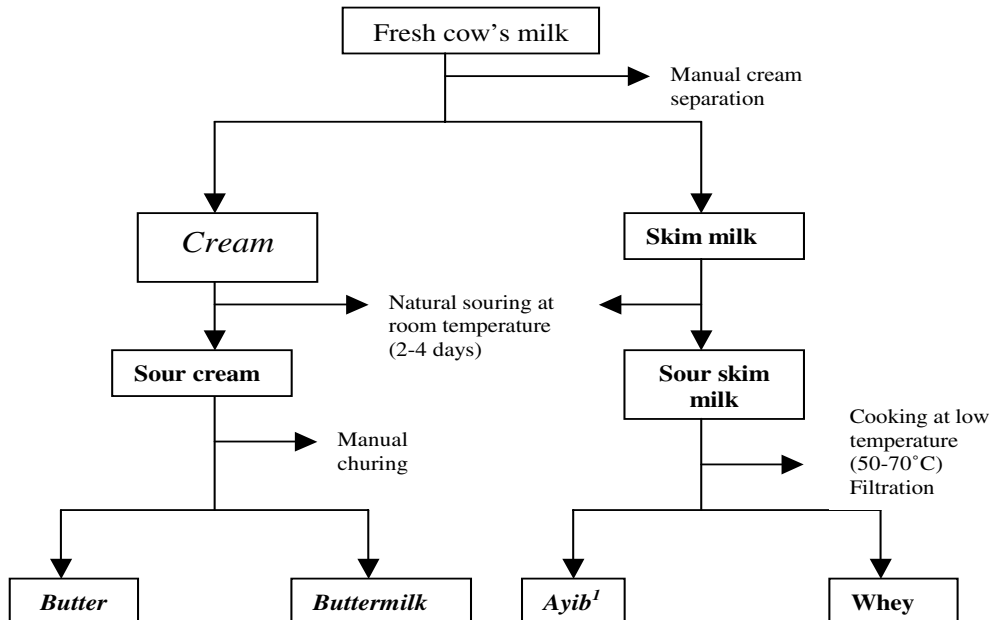 Fresh cow’s milk
Manual cream
separation
Cream
Skim milk
Natural souring at
room temperature
(2-4 days)
Sour cream
Sour skim
milk
Manual
churing
Cooking at low
temperature
(50-70˚C)
Filtration
Butter
Buttermilk
Ayib¹
Whey